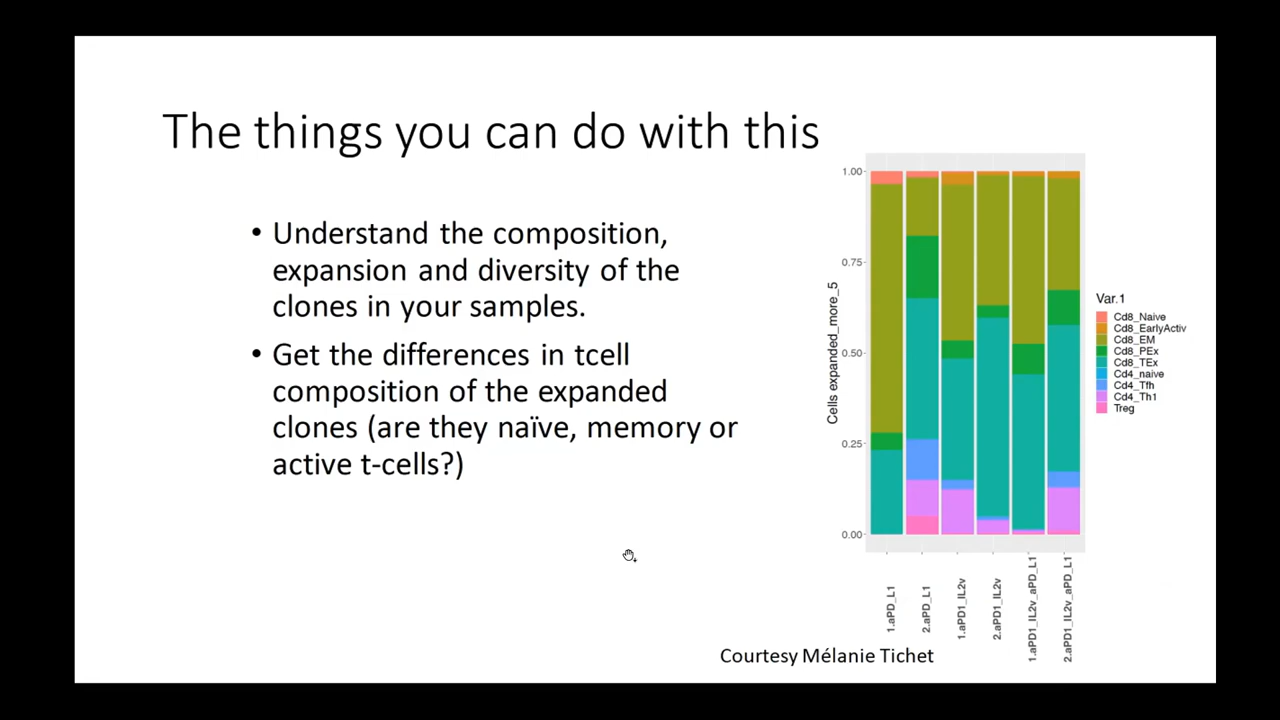 The things you can do with this
• Understand the composition,
expansion and diversity of the
clones in your samples.
• Get the differences in tcell
composition of the expanded
clones (are they naïve, memory or
active t-cells?)
Cells expanded_more_5
1.00
0.75
0.50
0.25
0.00
1.aPD_L1
2.aPD_L1
1.aPD1_IL2v
2.aPD1_IL2v
1.aPD1_IL2v_aPD_L1
2.aPD1_IL2v_aPD_L1
Var.1
Cd8_Naive
Cd8_EarlyActiv
Cd8_EM
Cd8_PEx
Cd8_TEx
Cd4_naive
Cd4_Tfh
Cd4_Th1
Treg
Courtesy Mélanie Tichet